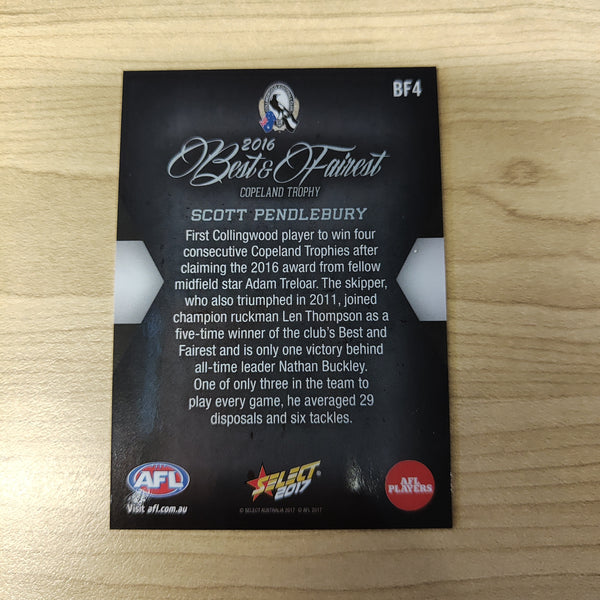 BF4
2016
Best & Fairest
COPELAND TROPHY
SCOTT PENDLEBURY
First Collingwood player to win four
consecutive Copeland Trophies after
claiming the 2016 award from fellow
midfield star Adam Treloar. The skipper,
who also triumphed in 2011, joined
champion ruckman Len Thompson as a
five-time winner of the club's Best and
Fairest and is only one victory behind
all-time leader Nathan Buckley.
One of only three in the team to
play every game, he averaged 29
disposals and six tackles.
AFL
Visit afl.com.au
SELECT
2017
®
© SELECT AUSTRALIA 2017 © AFL 2017
AFL
PLAYERS